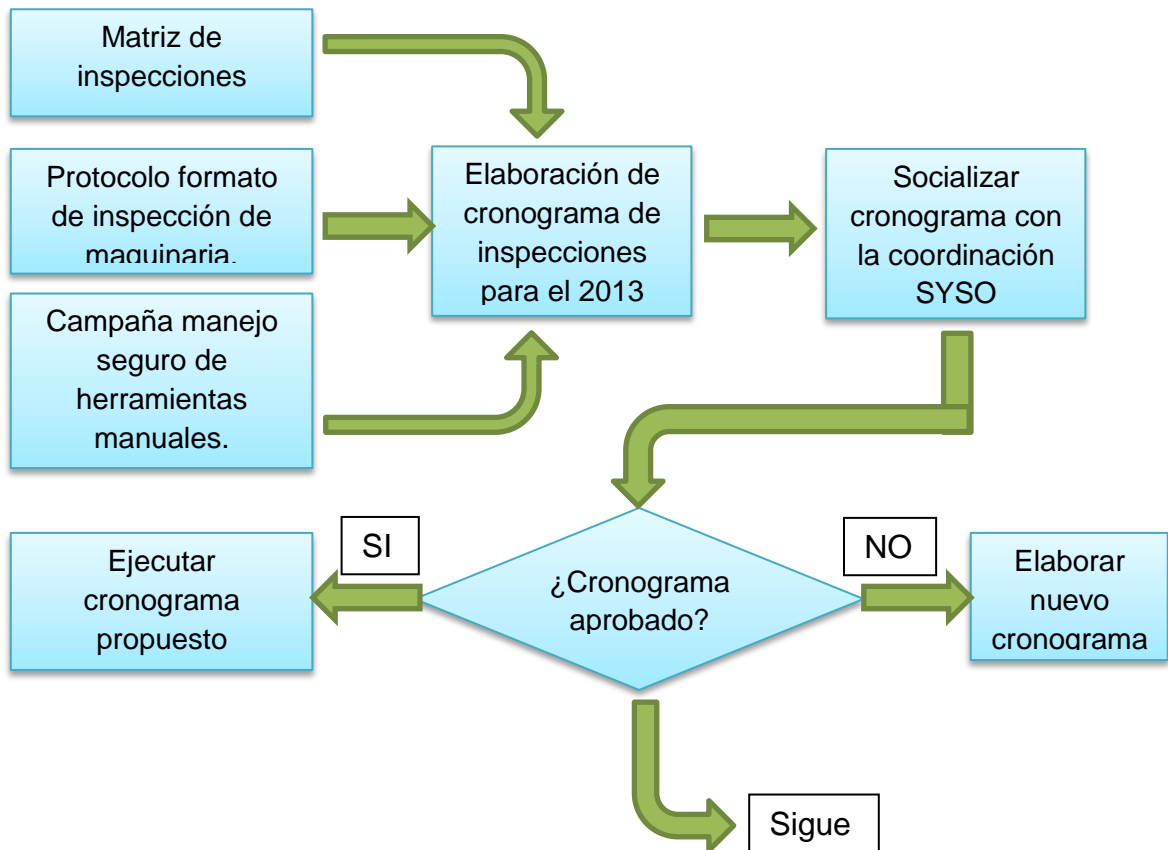 Matriz de
inspecciones
Protocolo formato
de inspección de
maquinaria.
Campaña manejo
seguro de
herramientas
manuales.
Elaboración de
cronograma de
inspecciones
para el 2013
Socializar
cronograma con
la coordinación
SYSO
SI
NO
Ejecutar
cronograma
propuesto
¿Cronograma
aprobado?
Elaborar
nuevo
cronograma
Sigue